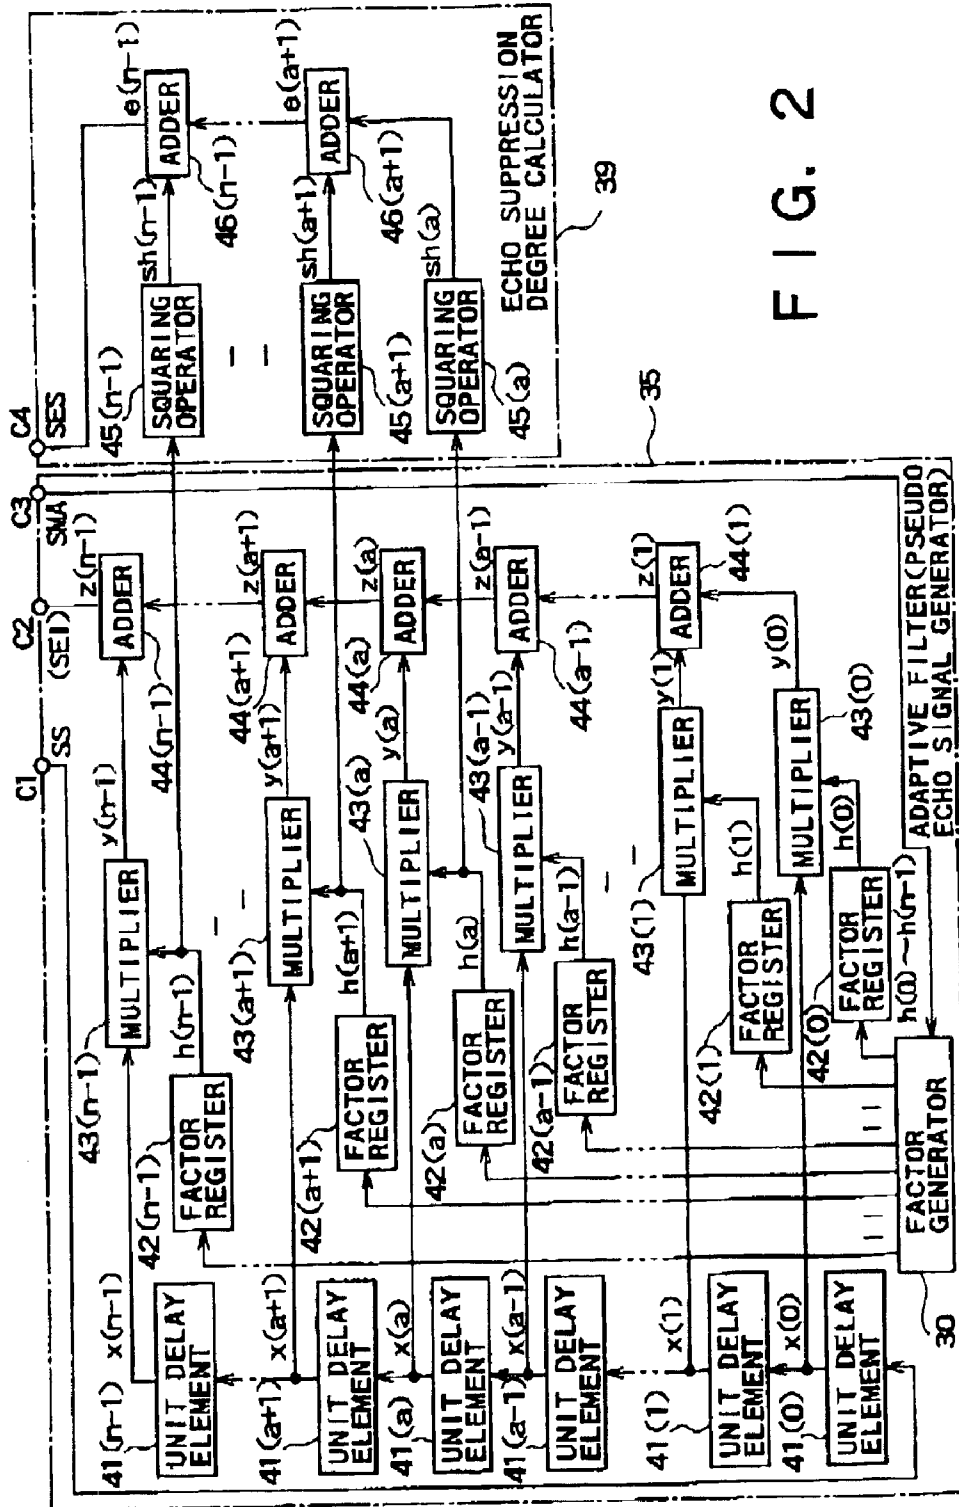 C1
SS
C2
(SEI)
C3
SMA
C4
SES
41(n-1)
UNIT DELAY
ELEMENT
x(n-1)
42(n-1)
FACTOR
REGISTER
h(n-1)
43(n-1)
MULTIPLIER
y(n-1)
44(n-1)
ADDER
z(n-1)
45(n-1)
SQUARING
OPERATOR
sh(n-1)
46(n-1)
ADDER
e(n-1)
41(a+1)
UNIT DELAY
ELEMENT
x(a+1)
42(a+1)
FACTOR
REGISTER
h(a+1)
43(a+1)
MULTIPLIER
y(a+1)
44(a+1)
ADDER
z(a+1)
45(a+1)
SQUARING
OPERATOR
sh(a+1)
46(a+1)
ADDER
e(a+1)
41(a)
UNIT DELAY
ELEMENT
x(a)
42(a)
FACTOR
REGISTER
h(a)
43(a)
MULTIPLIER
y(a)
44(a)
ADDER
z(a)
45(a)
SQUARING
OPERATOR
sh(a)
41(a-1)
UNIT DELAY
ELEMENT
x(a-1)
42(a-1)
FACTOR
REGISTER
h(a-1)
43(a-1)
MULTIPLIER
y(a-1)
44(a-1)
ADDER
z(a-1)
41(1)
UNIT DELAY
ELEMENT
x(1)
42(1)
FACTOR
REGISTER
h(1)
43(1)
MULTIPLIER
y(1)
44(1)
ADDER
z(1)
41(0)
UNIT DELAY
ELEMENT
x(0)
42(0)
FACTOR
REGISTER
h(0)
43(0)
MULTIPLIER
y(0)
30
FACTOR
GENERATOR
h(0)~h(n-1)
ADAPTIVE FILTER(PSEUDO
ECHO SIGNAL GENERATOR)
35
ECHO SUPPRESSION
DEGREE CALCULATOR
39
FIG. 2